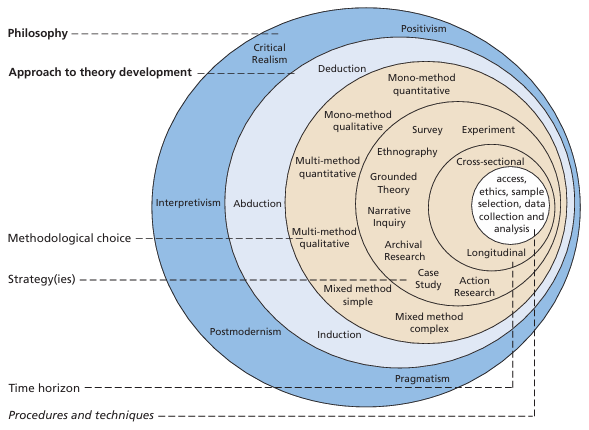 Philosophy
Positivism
Critical
Realism
Approach to theory development
Deduction
Mono-method
quantitative
Mono-method
qualitative
Survey
Experiment
Ethnography
Cross-sectional
Multi-method
quantitative
Grounded
Theory
access,
ethics, sample
selection, data
collection and
analysis
Interpretivism
Abduction
Narrative
Inquiry
Methodological choice
Multi-method
qualitative
Archival
Research
Longitudinal
Strategy(ies)
Case
Study
Action
Research
Mixed method
simple
Mixed method
complex
Postmodernism
Induction
Pragmatism
Time horizon
Procedures and techniques